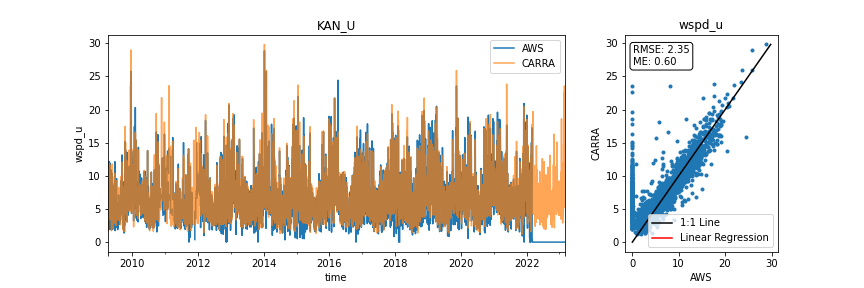 KAN_U
wspd_u
30
25
20
15
10
5
0
2010
2012
2014
2016
2018
2020
2022
time
AWS
CARRA
wspd_u
CARRA
30
25
20
15
10
5
0
0
10
20
30
AWS
RMSE: 2.35
ME: 0.60
1:1 Line
Linear Regression